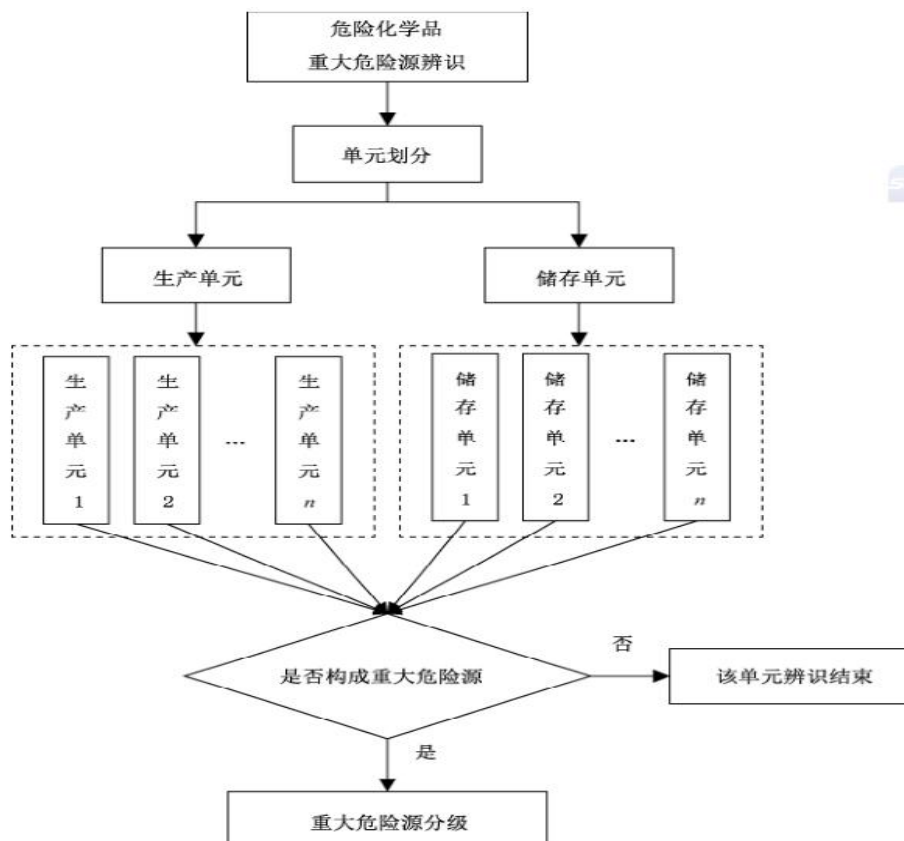 危险化学品
重大危险源辨识
单元划分
生产单元
储存单元
生产单元1
生产单元2
…
生产单元n
储存单元1
储存单元2
…
储存单元n
是否构成重大危险源
否
该单元辨识结束
是
重大危险源分级